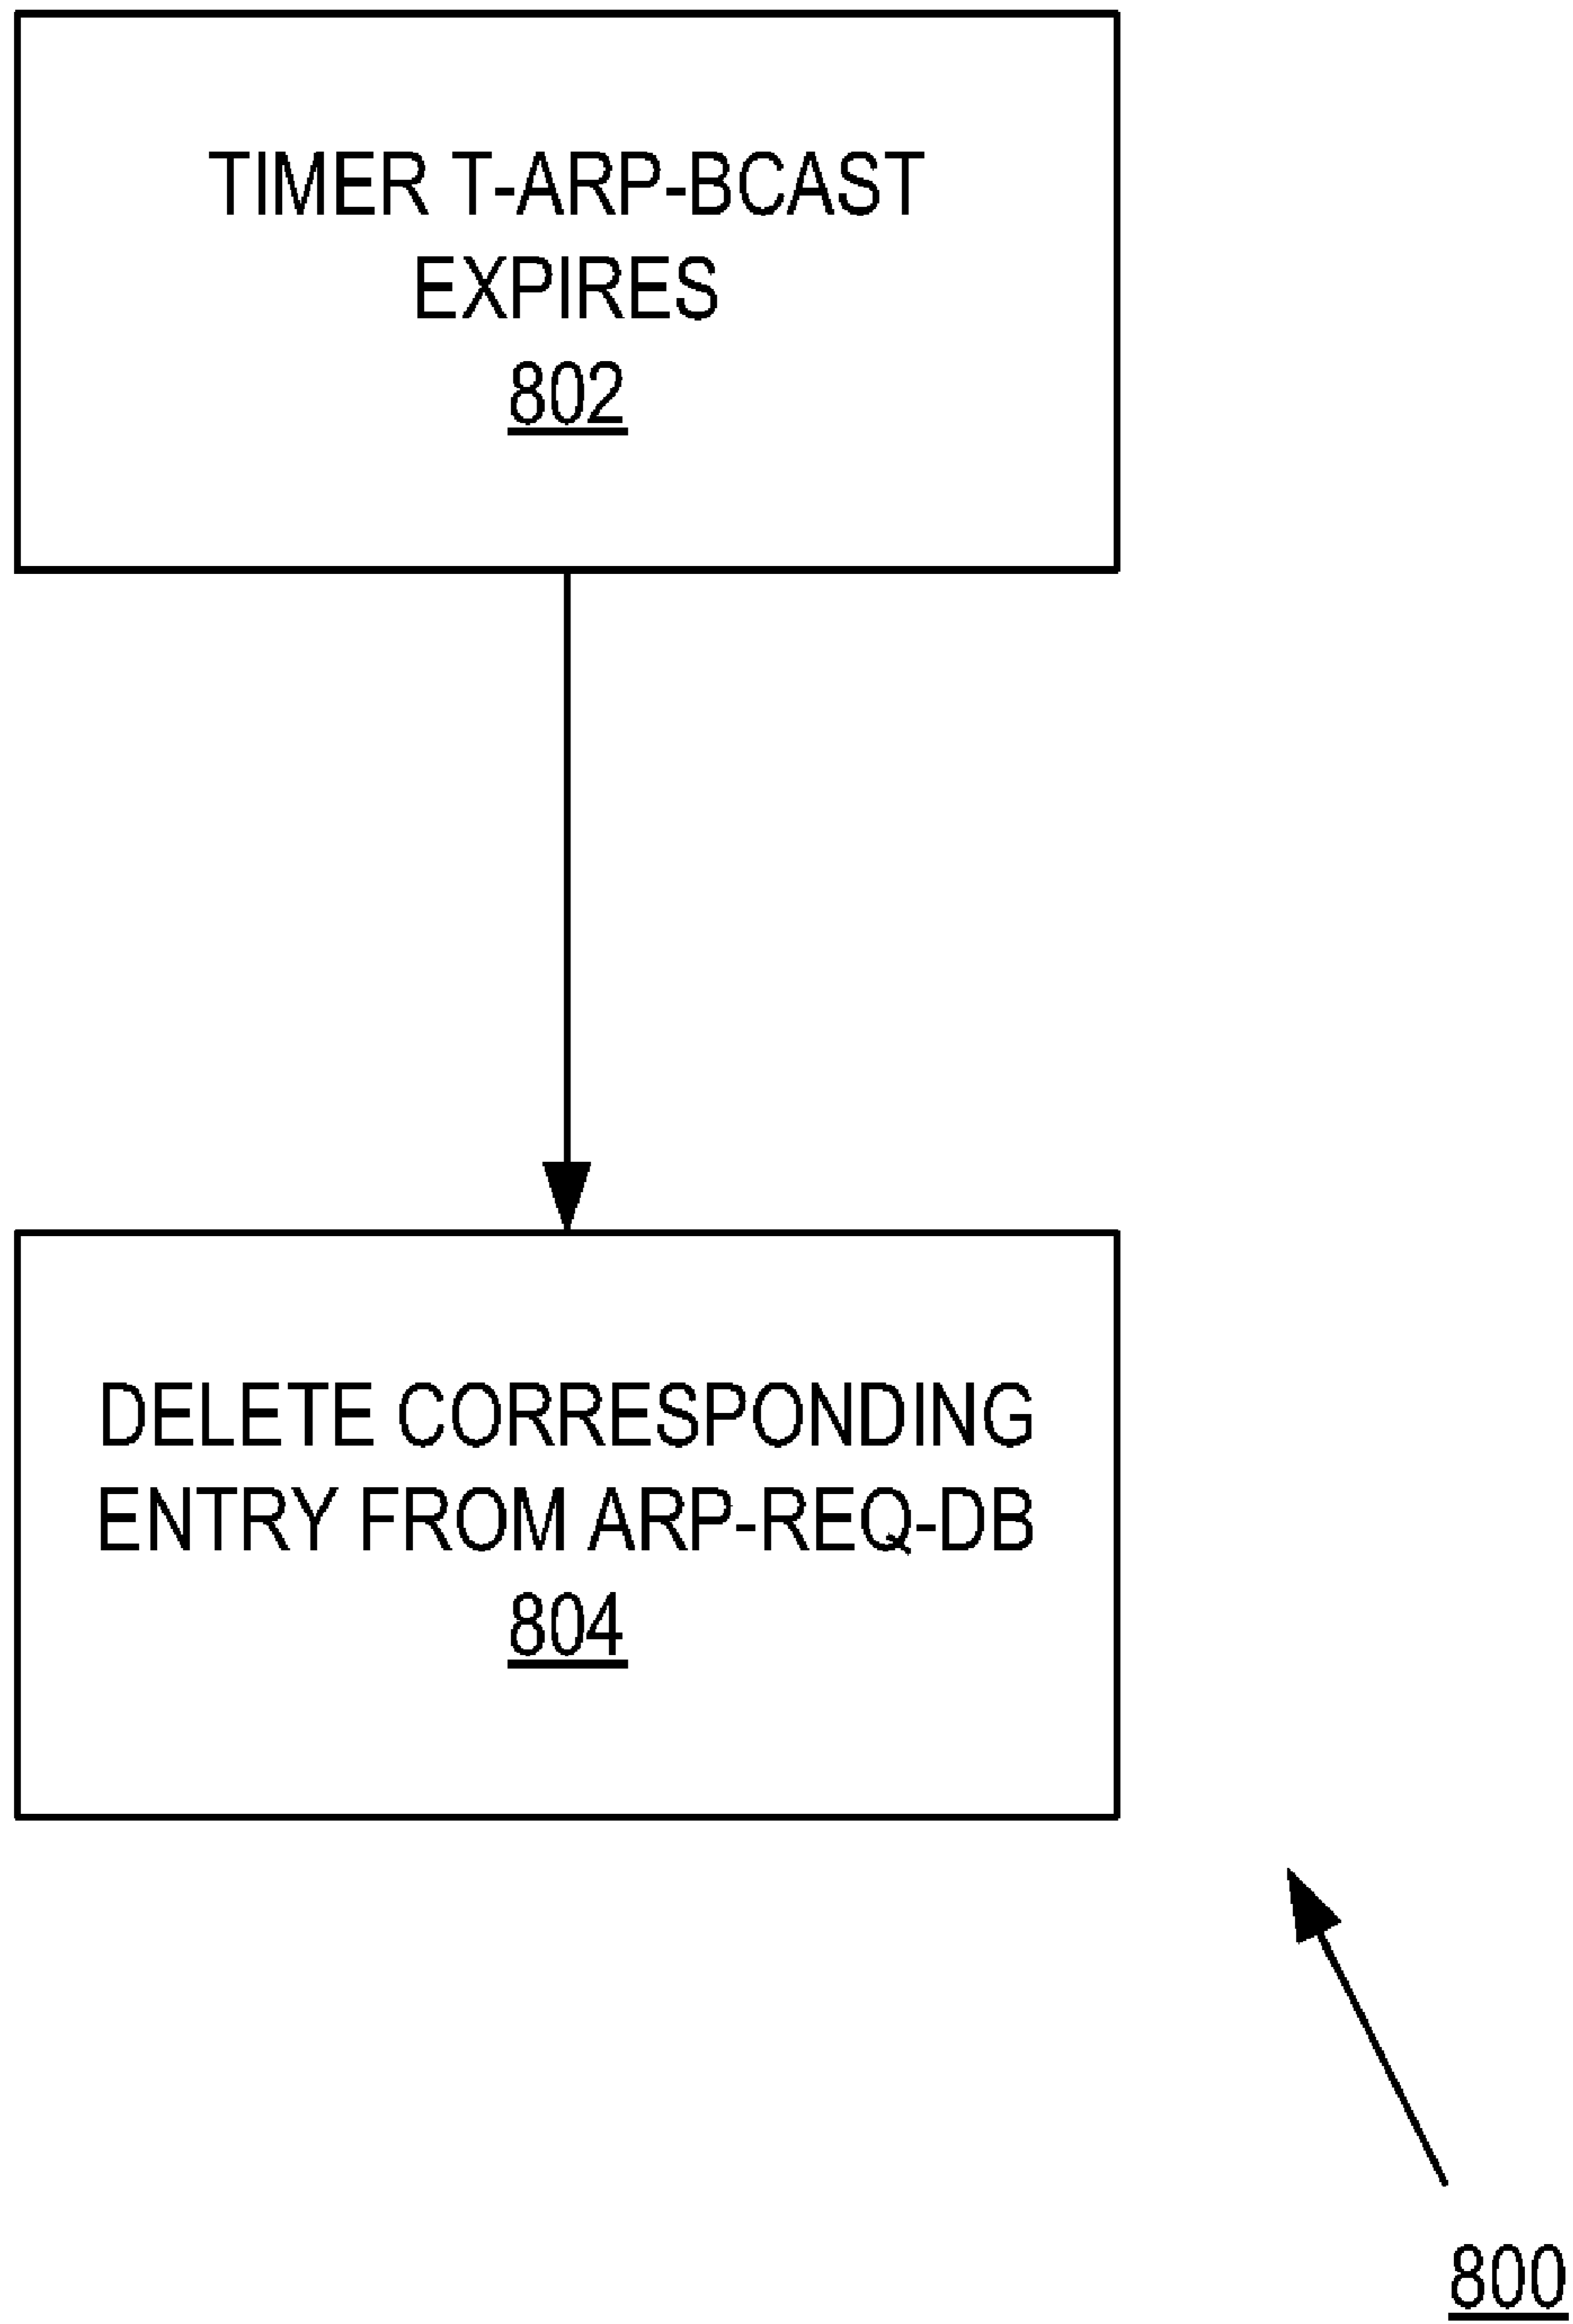 TIMER T-ARP-BCAST
EXPIRES
802
DELETE CORRESPONDING
ENTRY FROM ARP-REQ-DB
804
800